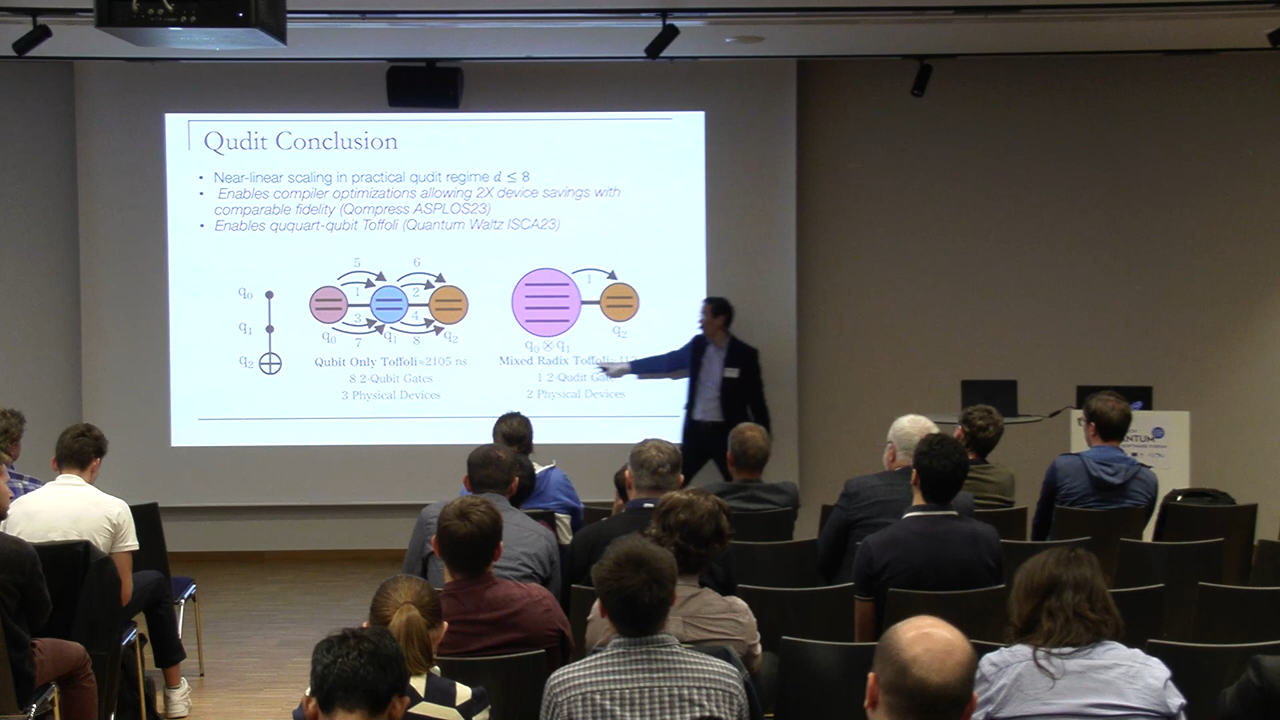 Qudit Conclusion
• Near-linear scaling in practical qudit regime d ≤ 8
• Enables compiler optimizations allowing 2X device savings with
comparable fidelity (Qompress ASPLOS23)
• Enables ququart-qubit Toffoli (Quantum Waltz ISCA23)
5 6
1 2
3 4
7 8
q₀
q₁
q₂
q₀ q₁ q₂
1
q₂
q₀ ⊗ q₁
Qubit Only Toffoli≈2105 ns
8 2-Qubit Gates
3 Physical Devices
Mixed Radix Toffoli
1 2-Qudit
2 Physical Devices